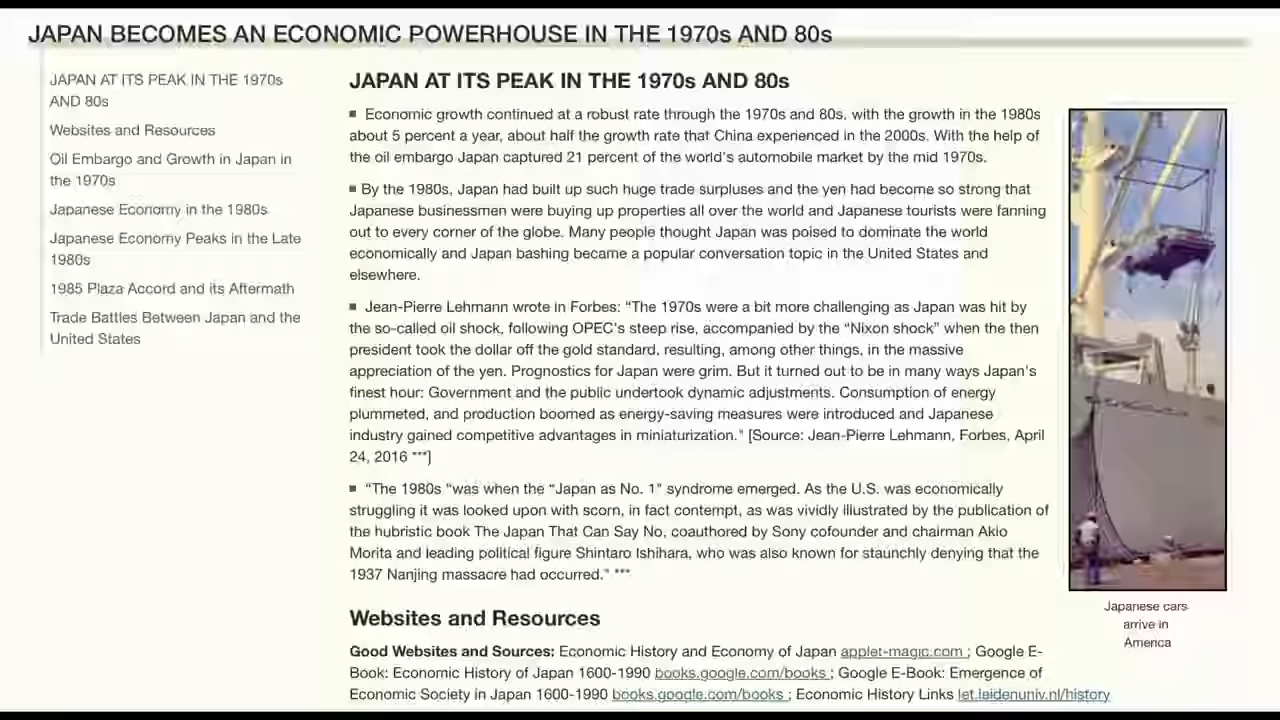 JAPAN BECOMES AN ECONOMIC POWERHOUSE IN THE 1970s AND 80s
JAPAN AT ITS PEAK IN THE 1970s
AND 80s
Websites and Resources
Oil Embargo and Growth in Japan in
the 1970s
Japanese Economy in the 1980s
Japanese Economy Peaks in the Late
1980s
1985 Plaza Accord and its Aftermath
Trade Battles Between Japan and the
United States
JAPAN AT ITS PEAK IN THE 1970s AND 80s
▪ Economic growth continued at a robust rate through the 1970s and 80s, with the growth in the 1980s
about 5 percent a year, about half the growth rate that China experienced in the 2000s. With the help of
the oil embargo Japan captured 21 percent of the world's automobile market by the mid 1970s.
▪ By the 1980s, Japan had built up such huge trade surpluses and the yen had become so strong that
Japanese businessmen were buying up properties all over the world and Japanese tourists were fanning
out to every corner of the globe. Many people thought Japan was poised to dominate the world
economically and Japan bashing became a popular conversation topic in the United States and
elsewhere.
▪ Jean-Pierre Lehmann wrote in Forbes: “The 1970s were a bit more challenging as Japan was hit by
the so-called oil shock, following OPEC's steep rise, accompanied by the “Nixon shock” when the then
president took the dollar off the gold standard, resulting, among other things, in the massive
appreciation of the yen. Prognostics for Japan were grim. But it turned out to be in many ways Japan's
finest hour: Government and the public undertook dynamic adjustments. Consumption of energy
plummeted, and production boomed as energy-saving measures were introduced and Japanese
industry gained competitive advantages in miniaturization." [Source: Jean-Pierre Lehmann, Forbes, April
24, 2016 ***]
▪ “The 1980s “was when the “Japan as No. 1” syndrome emerged. As the U.S. was economically
struggling it was looked upon with scorn, in fact contempt, as was vividly illustrated by the publication of
the hubristic book The Japan That Can Say No, coauthored by Sony cofounder and chairman Akio
Morita and leading political figure Shintaro Ishihara, who was also known for staunchly denying that the
1937 Nanjing massacre had occurred.” ***
Japanese cars
arrive in
America
Websites and Resources
Good Websites and Sources: Economic History and Economy of Japan applet-magic.com ; Google E-
Book: Economic History of Japan 1600-1990 books.google.com/books ; Google E-Book: Emergence of
Economic Society in Japan 1600-1990 books.google.com/books ; Economic History Links let.leidenuniv.nl/history